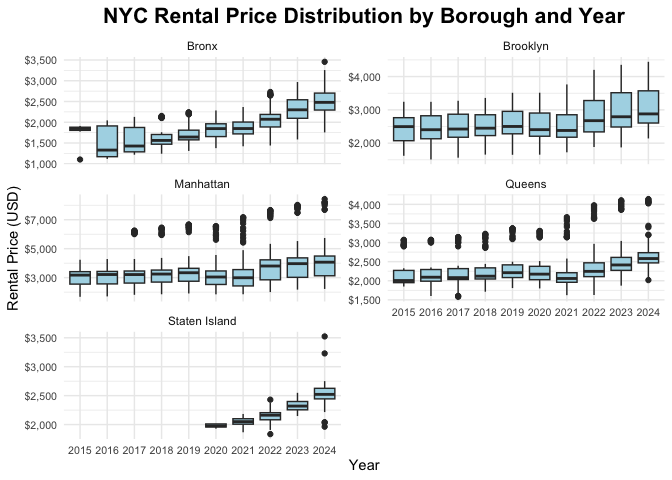 NYC Rental Price Distribution by Borough and Year
Bronx
Brooklyn
$3,500
$3,000
$2,500
$2,000
$1,500
$1,000
$4,000
$3,000
$2,000
Manhattan
Queens
$7,000
$5,000
$3,000
$4,000
$3,500
$3,000
$2,500
$2,000
$1,500
2015 2016 2017 2018 2019 2020 2021 2022 2023 2024
Staten Island
$3,500
$3,000
$2,500
$2,000
2015 2016 2017 2018 2019 2020 2021 2022 2023 2024
Rental Price (USD)
Year